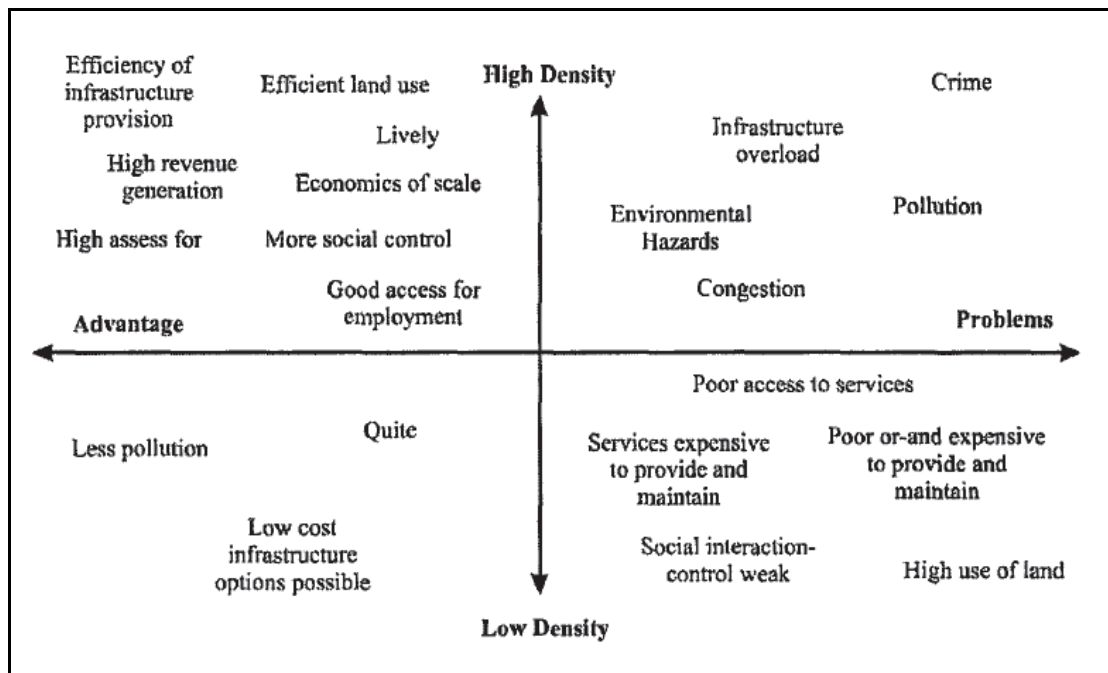 Efficiency of
infrastructure
provision
Efficient land use
High Density
Crime
Lively
Infrastructure
overload
High revenue
generation
Economics of scale
Environmental
Hazards
Pollution
High assess for
More social control
Good access for
employment
Congestion
Advantage
Problems
Poor access to services
Less pollution
Quite
Services expensive
to provide and
maintain
Poor or-and expensive
to provide and
maintain
Low cost
infrastructure
options possible
Social interaction-
control weak
High use of land
Low Density